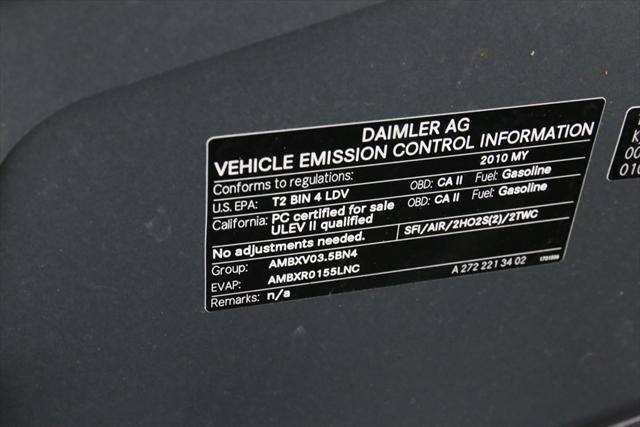 DAIMLER AG
VEHICLE EMISSION CONTROL INFORMATION
Conforms to regulations: 2010 MY
U.S. EPA: T2 BIN 4 LDV OBD: CA II Fuel: Gasoline
California: PC certified for sale OBD: CA II Fuel: Gasoline
ULEV II qualified
No adjustments needed. SFI/AIR/2HO2S(2)/2TWC
Group: AMBXV03.5BN4
EVAP: AMBXR0155LNC
Remarks: n/a A 272 221 34 02